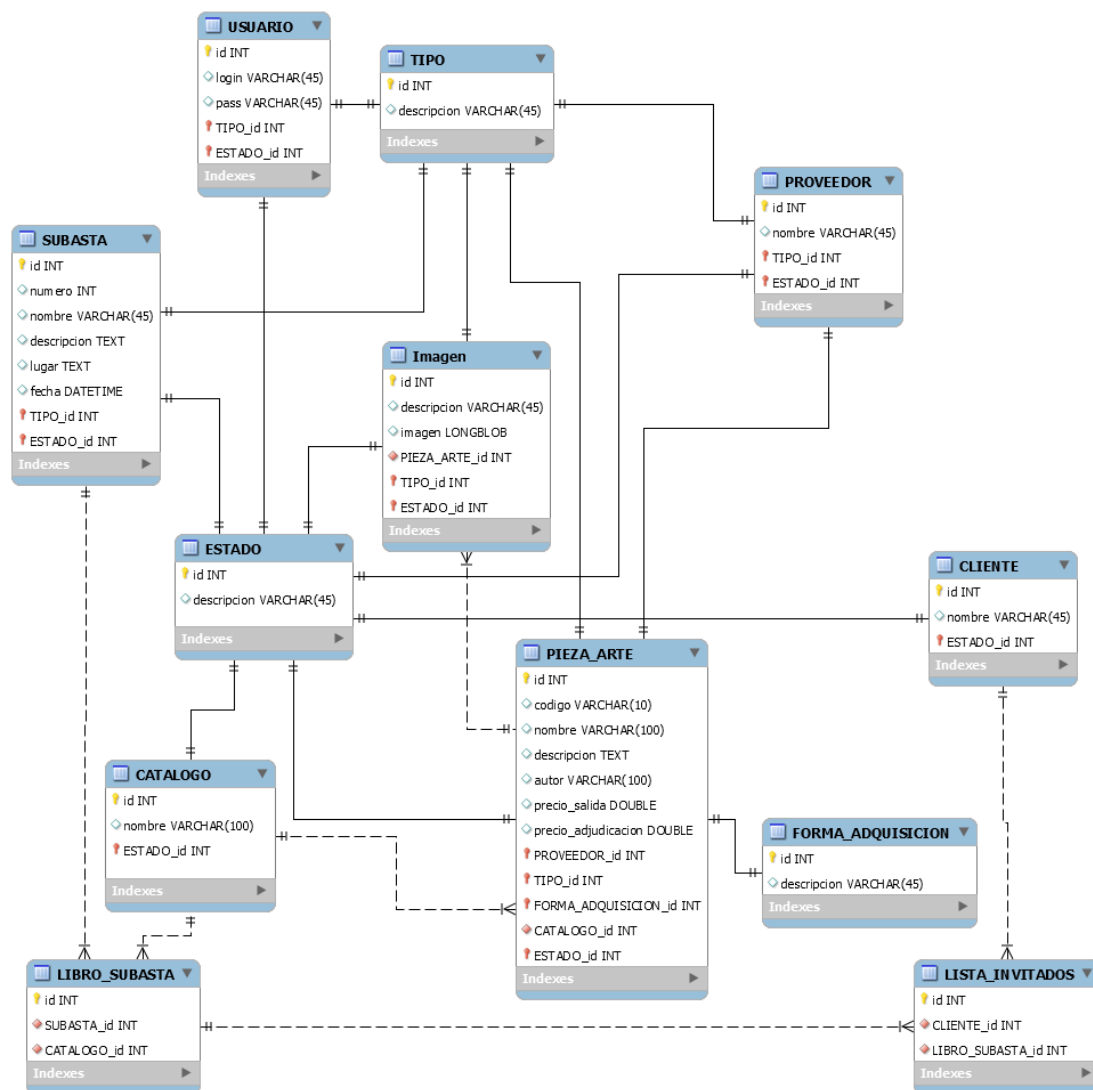 USUARIO
id INT
login VARCHAR(45)
pass VARCHAR(45)
TIPO_id INT
ESTADO_id INT
Indexes
TIPO
id INT
descripcion VARCHAR(45)
Indexes
PROVEEDOR
id INT
nombre VARCHAR(45)
TIPO_id INT
ESTADO_id INT
Indexes
SUBASTA
id INT
numero INT
nombre VARCHAR(45)
descripcion TEXT
lugar TEXT
fecha DATETIME
TIPO_id INT
ESTADO_id INT
Indexes
Imagen
id INT
descripcion VARCHAR(45)
imagen LONGBLOB
PIEZA_ARTE_id INT
TIPO_id INT
ESTADO_id INT
Indexes
ESTADO
id INT
descripcion VARCHAR(45)
Indexes
CLIENTE
id INT
nombre VARCHAR(45)
ESTADO_id INT
Indexes
PIEZA_ARTE
id INT
codigo VARCHAR(10)
nombre VARCHAR(100)
descripcion TEXT
autor VARCHAR(100)
precio_salida DOUBLE
precio_adjudicacion DOUBLE
PROVEEDOR_id INT
TIPO_id INT
FORMA_ADQUISICION_id INT
CATALOGO_id INT
ESTADO_id INT
Indexes
CATALOGO
id INT
nombre VARCHAR(100)
ESTADO_id INT
Indexes
FORMA_ADQUISICION
id INT
descripcion VARCHAR(45)
Indexes
LIBRO_SUBASTA
id INT
SUBASTA_id INT
CATALOGO_id INT
Indexes
LISTA_INVITADOS
id INT
CLIENTE_id INT
LIBRO_SUBASTA_id INT
Indexes